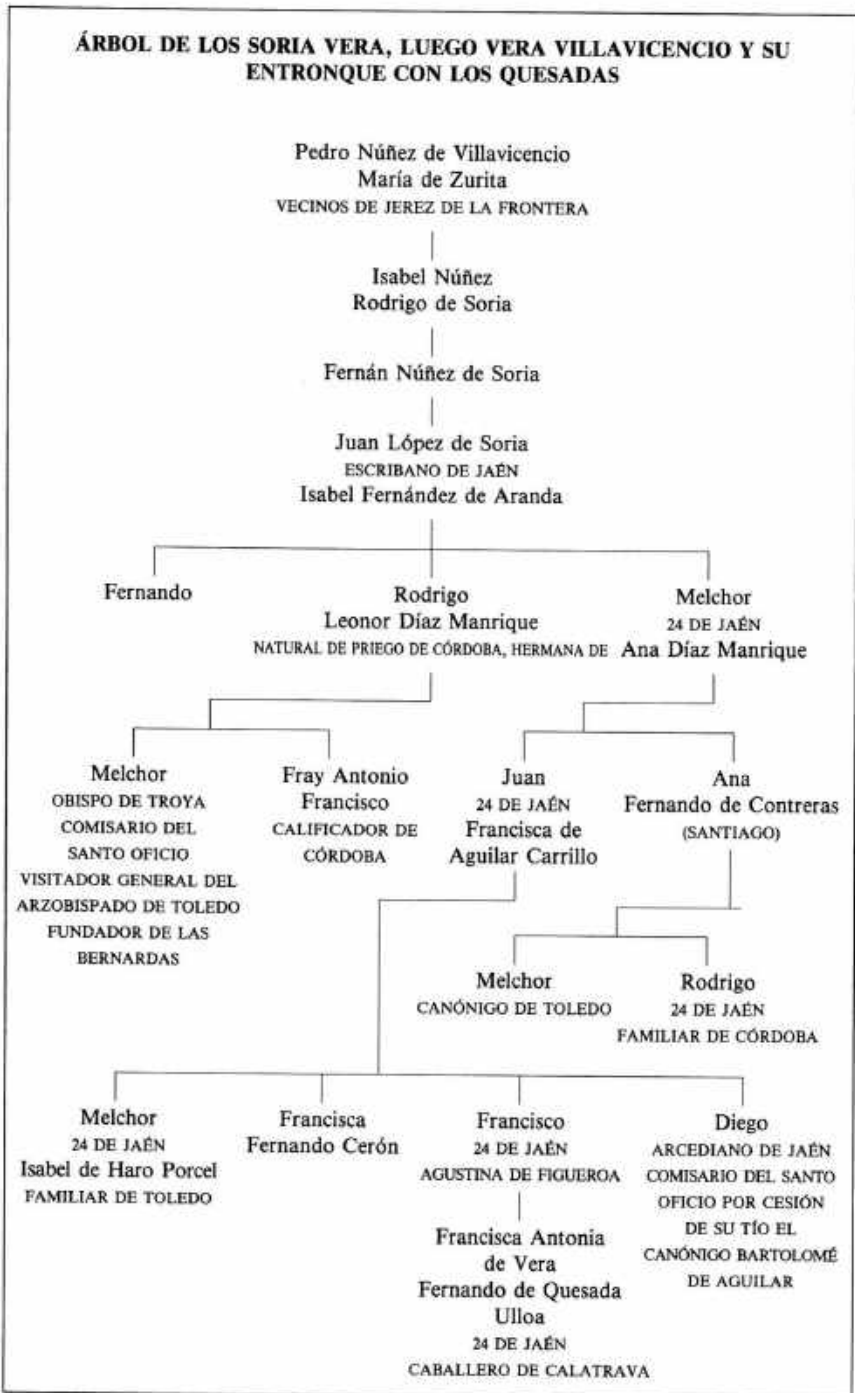 ÁRBOL DE LOS SORIA VERA, LUEGO VERA VILLAVICENCIO Y SU
ENTRONQUE CON LOS QUESADAS
Pedro Núñez de Villavicencio
María de Zurita
VECINOS DE JEREZ DE LA FRONTERA
Isabel Núñez
Rodrigo de Soria
Fernán Núñez de Soria
Juan López de Soria
ESCRIBANO DE JAÉN
Isabel Fernández de Aranda
Fernando
Rodrigo
Leonor Díaz Manrique
NATURAL DE PRIEGO DE CÓRDOBA, HERMANA DE
Melchor
24 DE JAÉN
Ana Díaz Manrique
Melchor
OBISPO DE TROYA
COMISARIO DEL
SANTO OFICIO
VISITADOR GENERAL DEL
ARZOBISPADO DE TOLEDO
FUNDADOR DE LAS
BERNARDAS
Fray Antonio
Francisco
CALIFICADOR DE
CÓRDOBA
Juan
24 DE JAÉN
Francisca de
Aguilar Carrillo
Ana
Fernando de Contreras
(SANTIAGO)
Melchor
CANÓNIGO DE TOLEDO
Rodrigo
24 DE JAÉN
FAMILIAR DE CÓRDOBA
Melchor
24 DE JAÉN
Isabel de Haro Porcel
FAMILIAR DE TOLEDO
Francisca
Fernando Cerón
Francisco
24 DE JAÉN
AGUSTINA DE FIGUEROA
Francisca Antonia
de Vera
Fernando de Quesada
Ulloa
24 DE JAÉN
CABALLERO DE CALATRAVA
Diego
ARCEDIANO DE JAÉN
COMISARIO DEL SANTO
OFICIO POR CESIÓN
DE SU TÍO EL
CANÓNIGO BARTOLOMÉ
DE AGUILAR